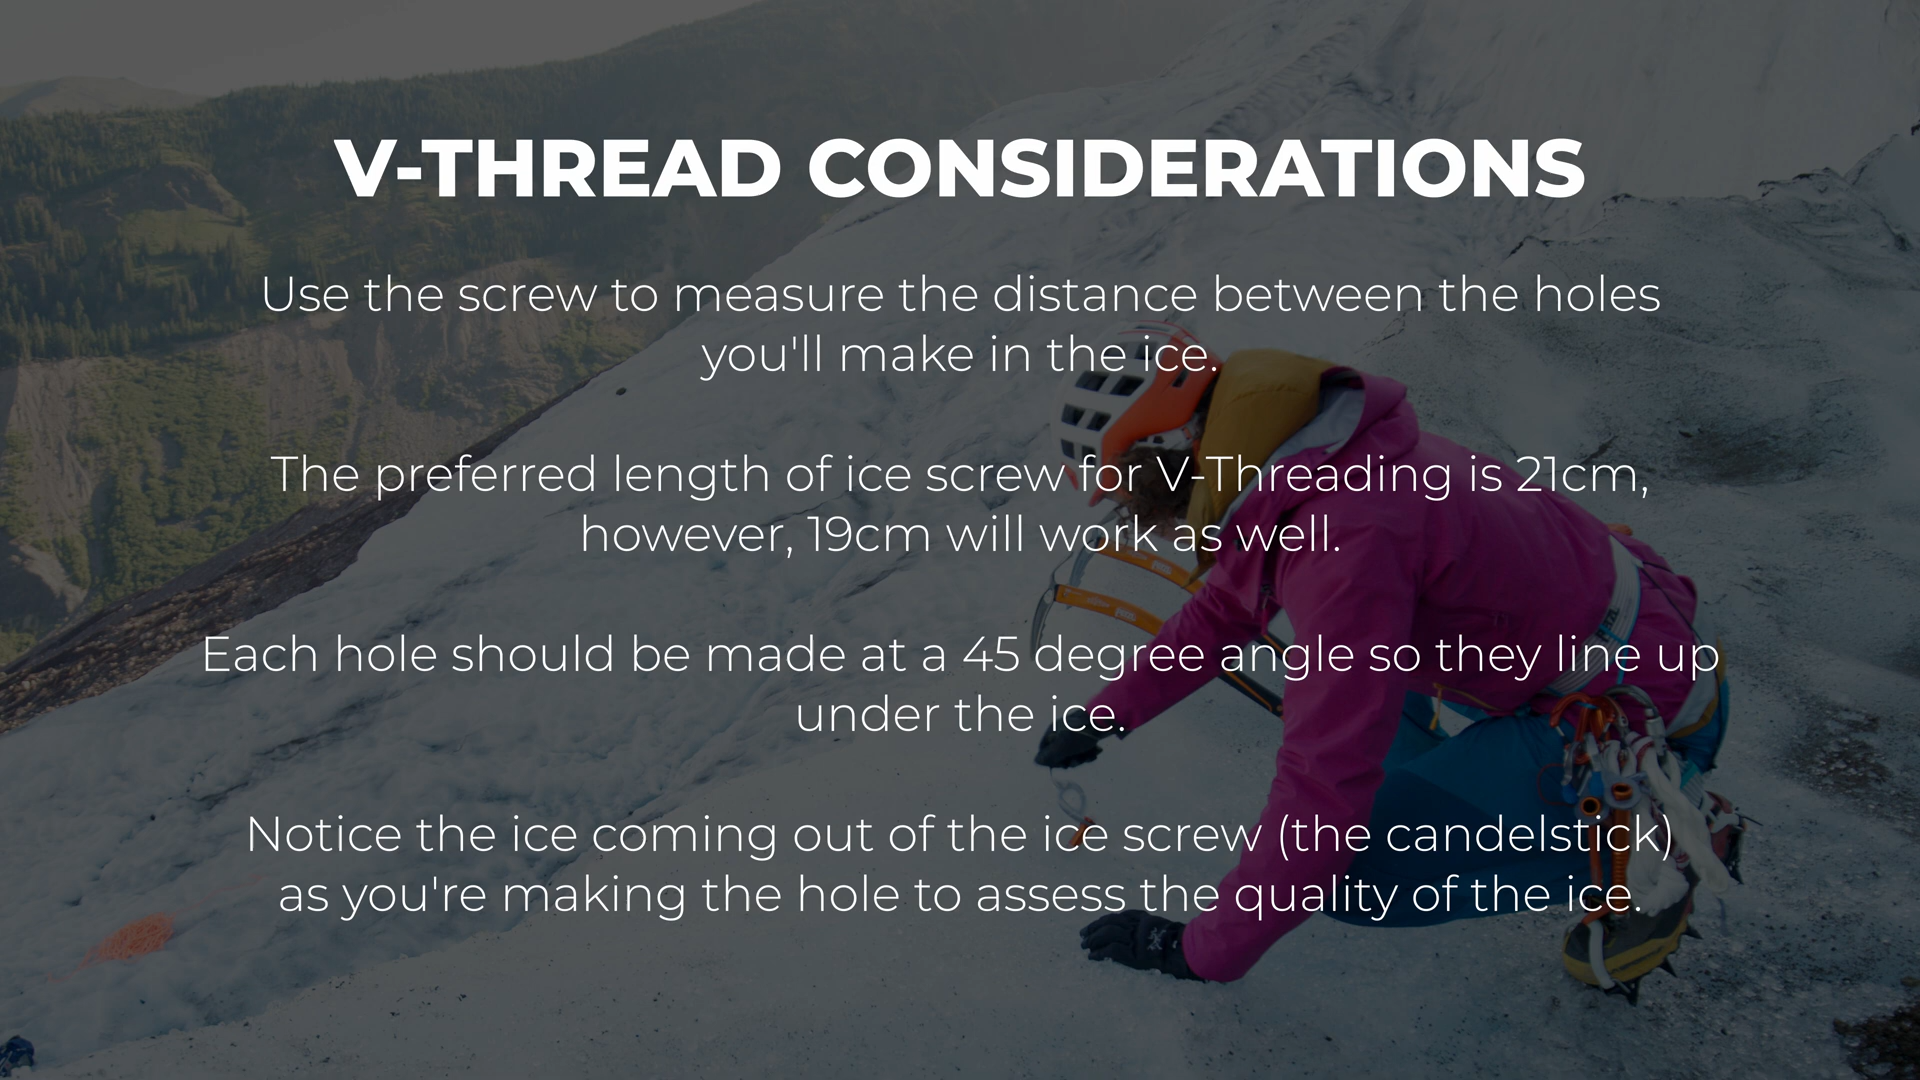 V-THREAD CONSIDERATIONS
Use the screw to measure the distance between the holes
you'll make in the ice.
The preferred length of ice screw for V-Threading is 21cm,
however, 19cm will work as well.
Each hole should be made at a 45 degree angle so they line up
under the ice.
Notice the ice coming out of the ice screw (the candelstick)
as you're making the hole to assess the quality of the ice.